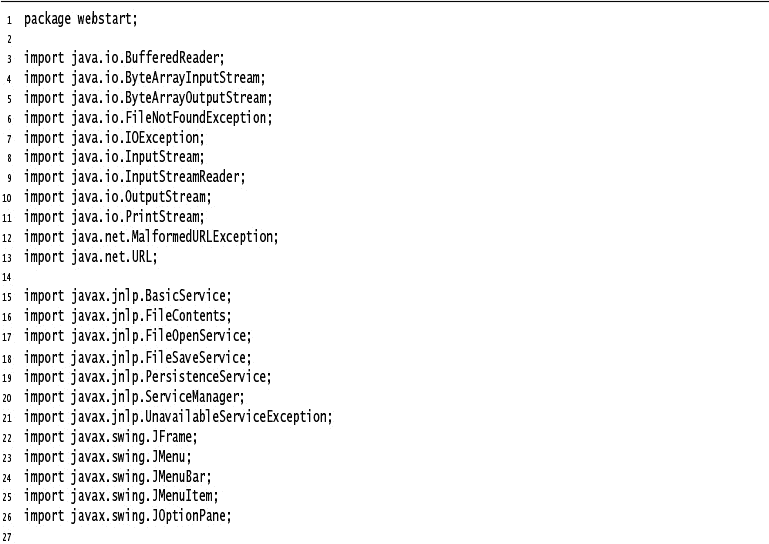 1 package webstart;
2
3 import java.io.BufferedReader;
4 import java.io.ByteArrayInputStream;
5 import java.io.ByteArrayOutputStream;
6 import java.io.FileNotFoundException;
7 import java.io.IOException;
8 import java.io.InputStream;
9 import java.io.InputStreamReader;
10 import java.io.OutputStream;
11 import java.io.PrintStream;
12 import java.net.MalformedURLException;
13 import java.net.URL;
14
15 import javax.jnlp.BasicService;
16 import javax.jnlp.FileContents;
17 import javax.jnlp.FileOpenService;
18 import javax.jnlp.FileSaveService;
19 import javax.jnlp.PersistenceService;
20 import javax.jnlp.ServiceManager;
21 import javax.jnlp.UnavailableServiceException;
22 import javax.swing.JFrame;
23 import javax.swing.JMenu;
24 import javax.swing.JMenuBar;
25 import javax.swing.JMenuItem;
26 import javax.swing.JOptionPane;
27